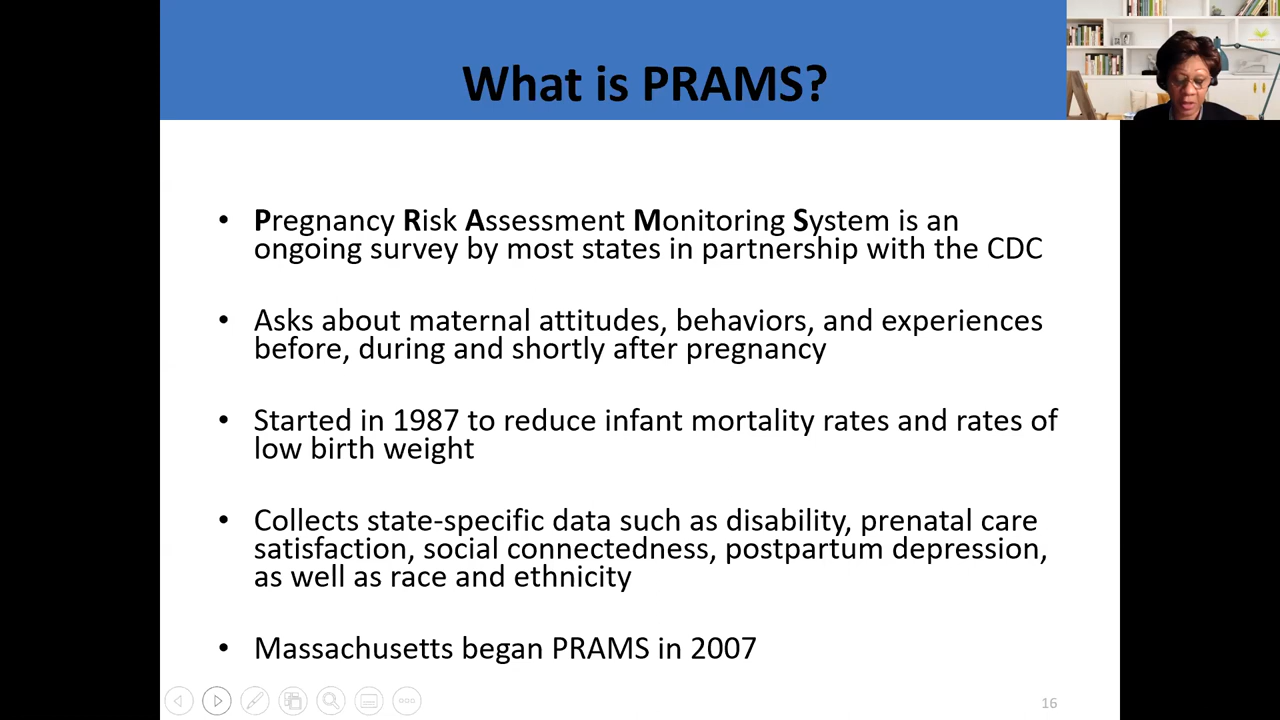 What is PRAMS?
• Pregnancy Risk Assessment Monitoring System is an
ongoing survey by most states in partnership with the CDC
• Asks about maternal attitudes, behaviors, and experiences
before, during and shortly after pregnancy
• Started in 1987 to reduce infant mortality rates and rates of
low birth weight
• Collects state-specific data such as disability, prenatal care
satisfaction, social connectedness, postpartum depression,
as well as race and ethnicity
• Massachusetts began PRAMS in 2007
16